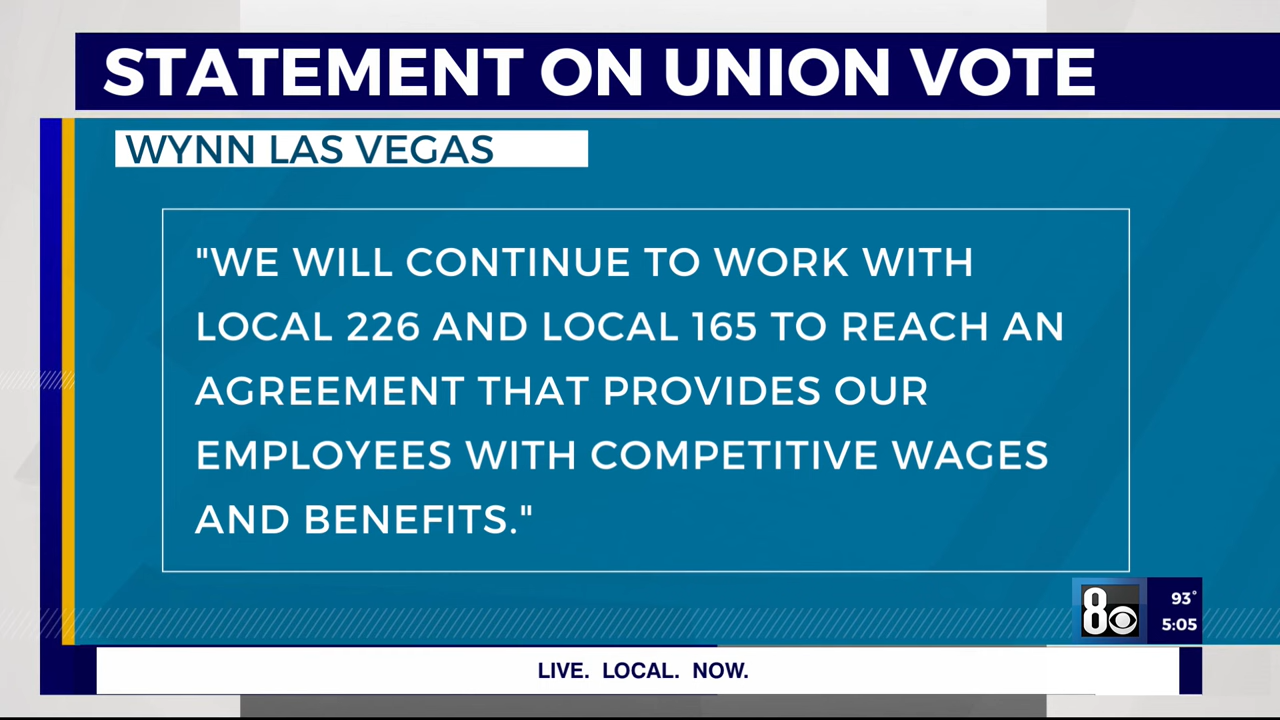 STATEMENT ON UNION VOTE
WYNN LAS VEGAS
"WE WILL CONTINUE TO WORK WITH
LOCAL 226 AND LOCAL 165 TO REACH AN
AGREEMENT THAT PROVIDES OUR
EMPLOYEES WITH COMPETITIVE WAGES
AND BENEFITS."
8
93°
5:05
LIVE. LOCAL. NOW.